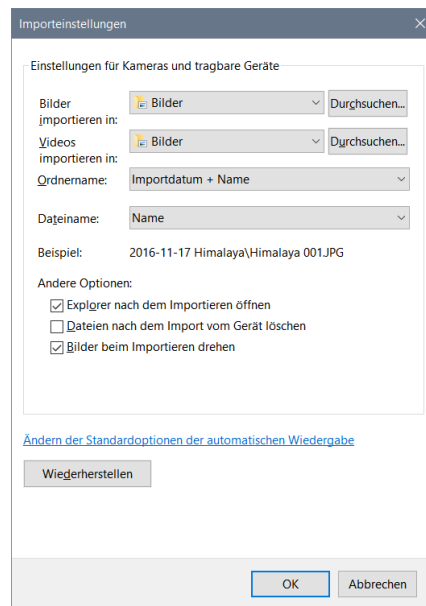 Importeinstellungen
Einstellungen für Kameras und tragbare Geräte
Bilder
importieren in:
Bilder
Durchsuchen...
Videos
importieren in:
Bilder
Durchsuchen...
Ordnername:
Importdatum + Name
Dateiname:
Name
Beispiel:
2016-11-17 Himalaya\Himalaya 001.JPG
Andere Optionen:
Explorer nach dem Importieren öffnen
Dateien nach dem Import vom Gerät löschen
Bilder beim Importieren drehen
Ändern der Standardoptionen der automatischen Wiedergabe
Wiederherstellen
OK
Abbrechen